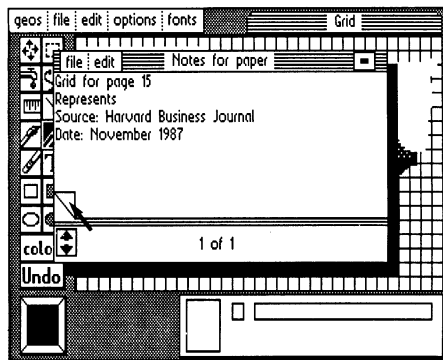 geos file edit options fonts Grid
file edit Notes for paper
Grid for page 15
Represents
Source: Harvard Business Journal
Date: November 1987
1 of 1
colo
Undo